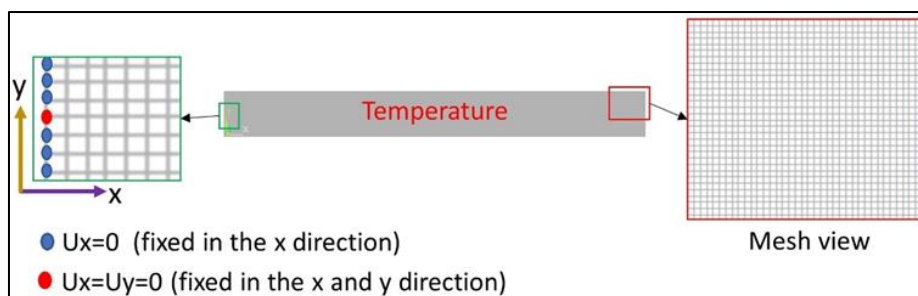 y
Temperature
x
x
Ux=0 (fixed in the x direction)
Mesh view
Ux=Uy=0 (fixed in the x and y direction)